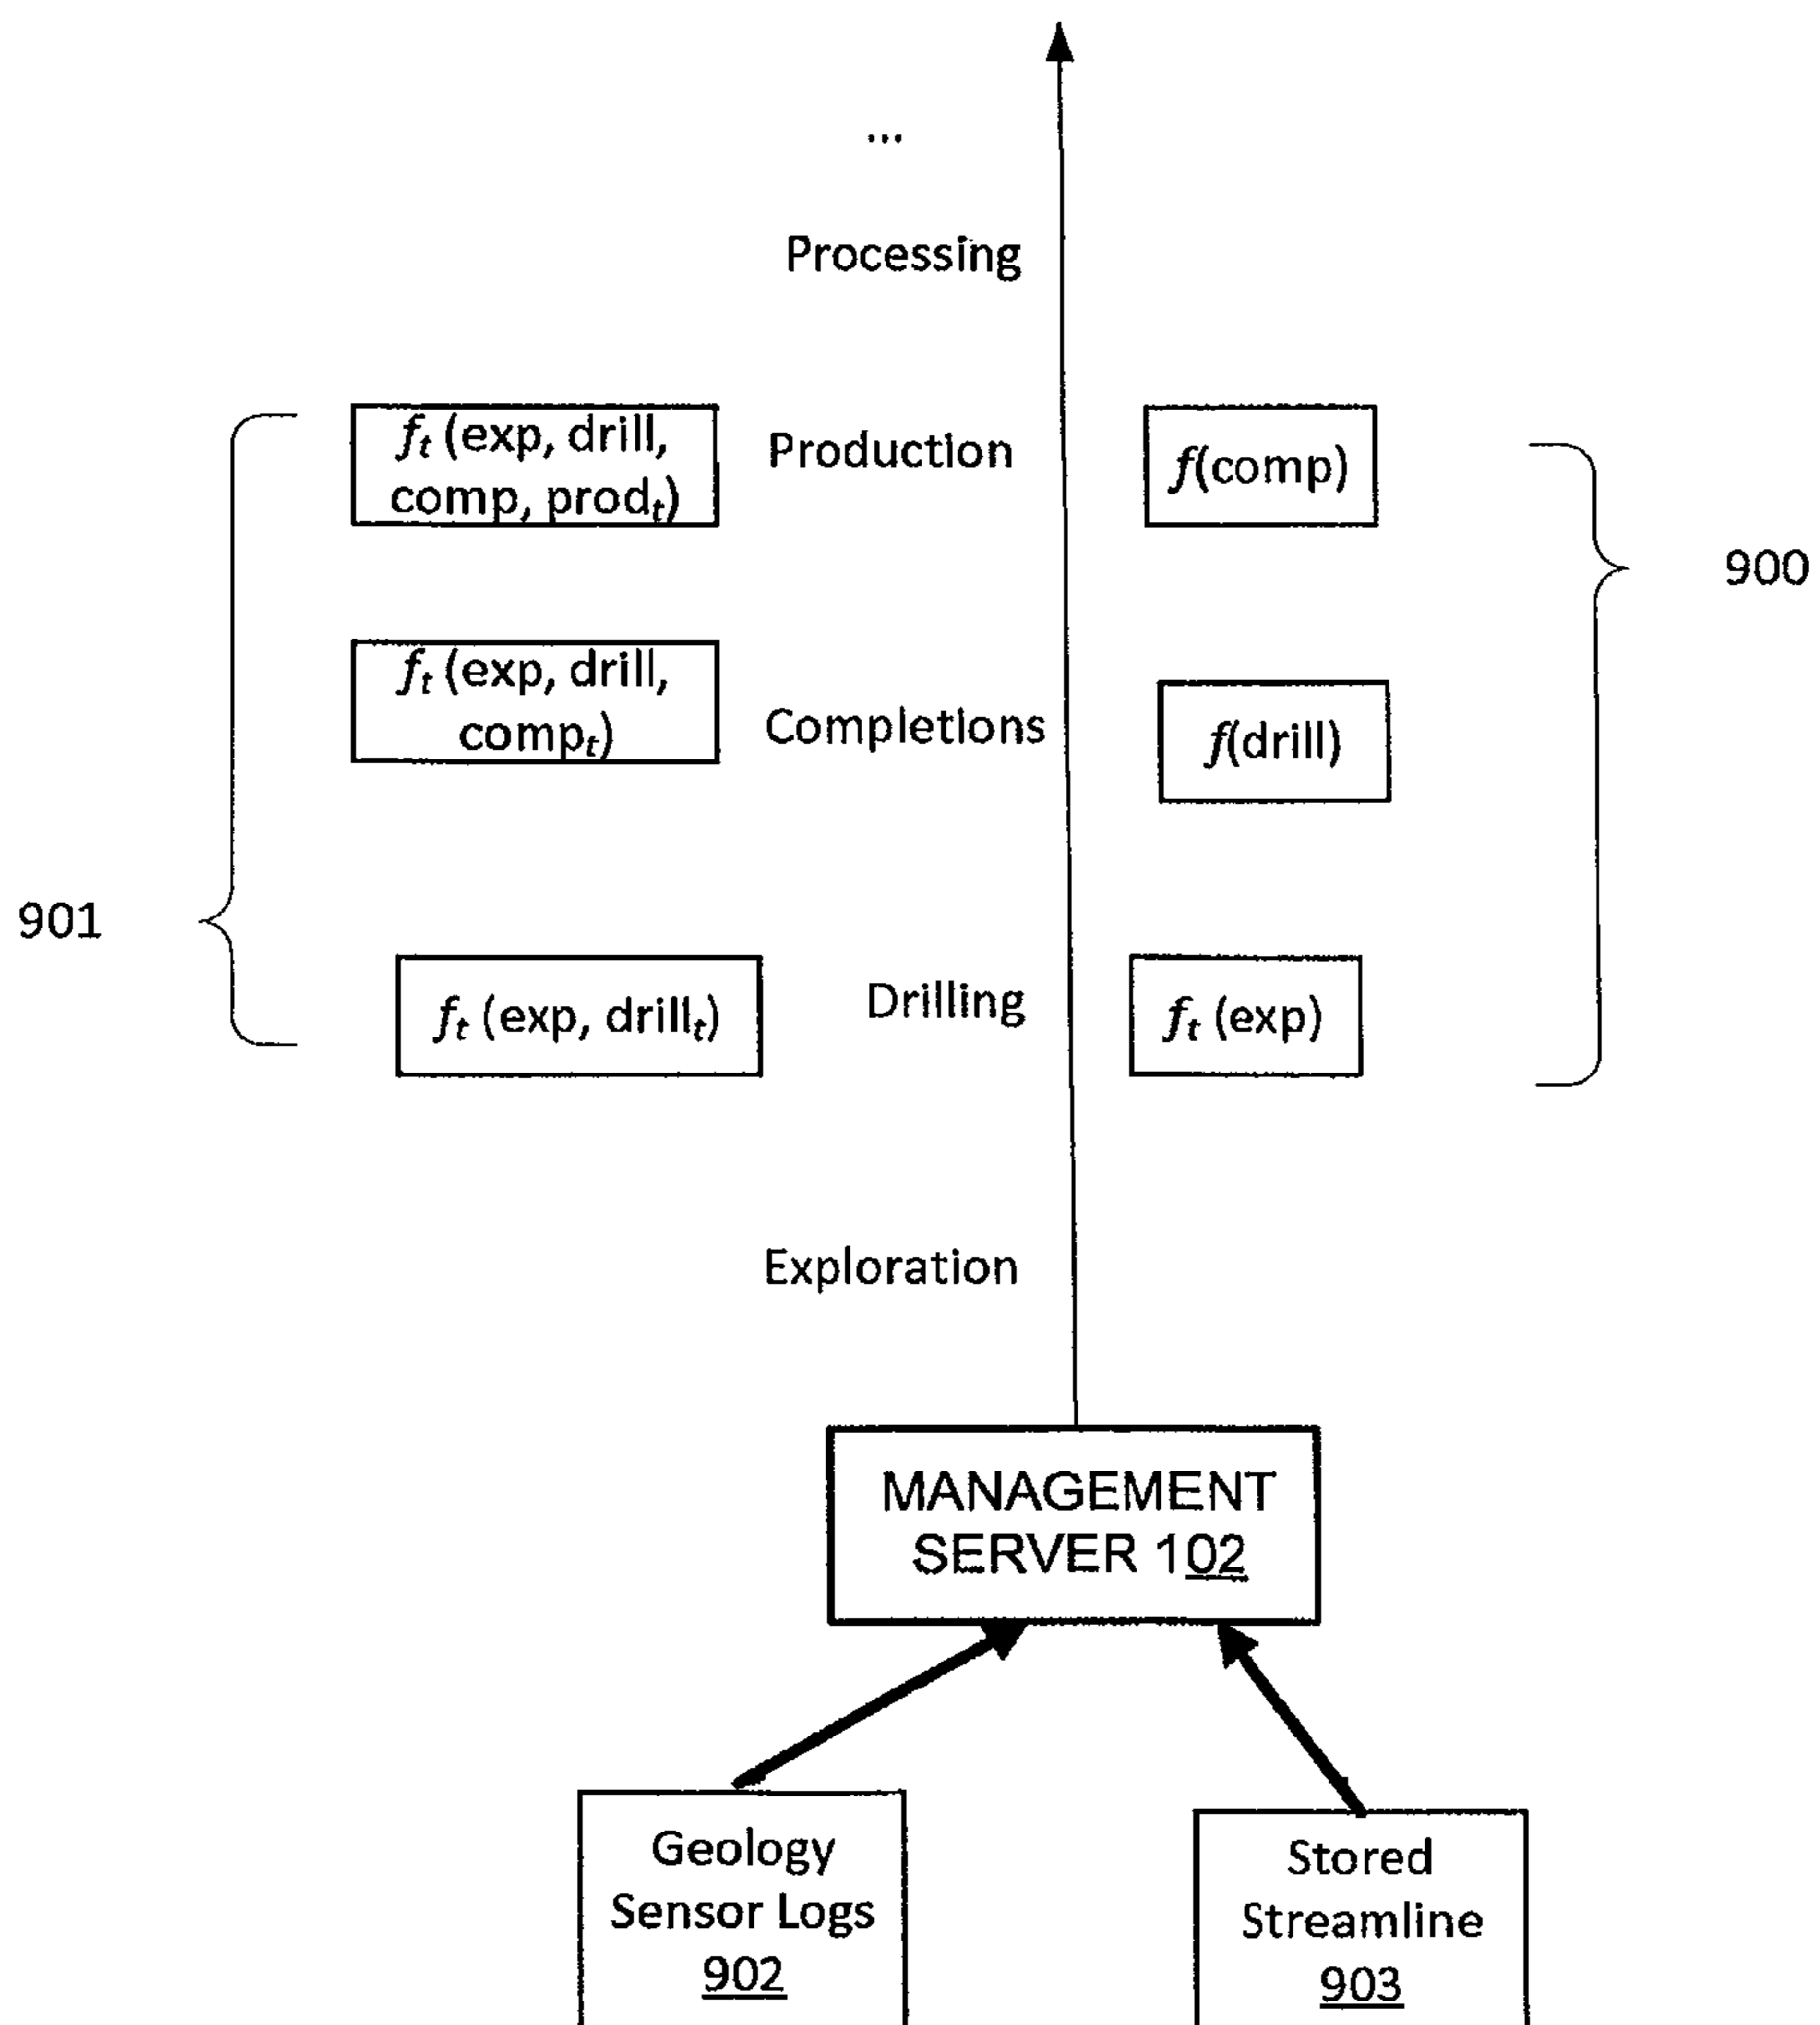 ...
Processing
f_t (exp, drill,
comp, prod_t)
Production
f(comp)
900
f_t (exp, drill,
comp_t)
Completions
f(drill)
901
f_t (exp, drill_t)
Drilling
f_t (exp)
Exploration
MANAGEMENT
SERVER 102
Geology
Sensor Logs
902
Stored
Streamline
903